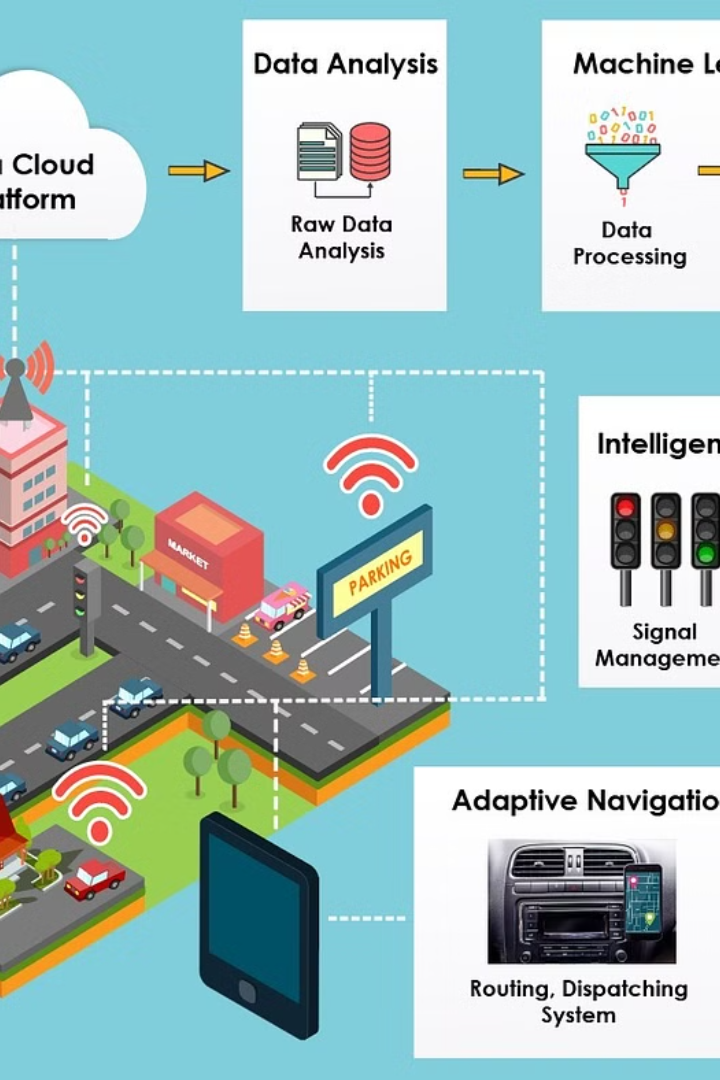 Data Analysis
Machine Le
Cloud
atform
Raw Data
Analysis
Data
Processing
Intelligen
MARKET
PARKING
Signal
Manageme
Adaptive Navigatio
Routing, Dispatching
System